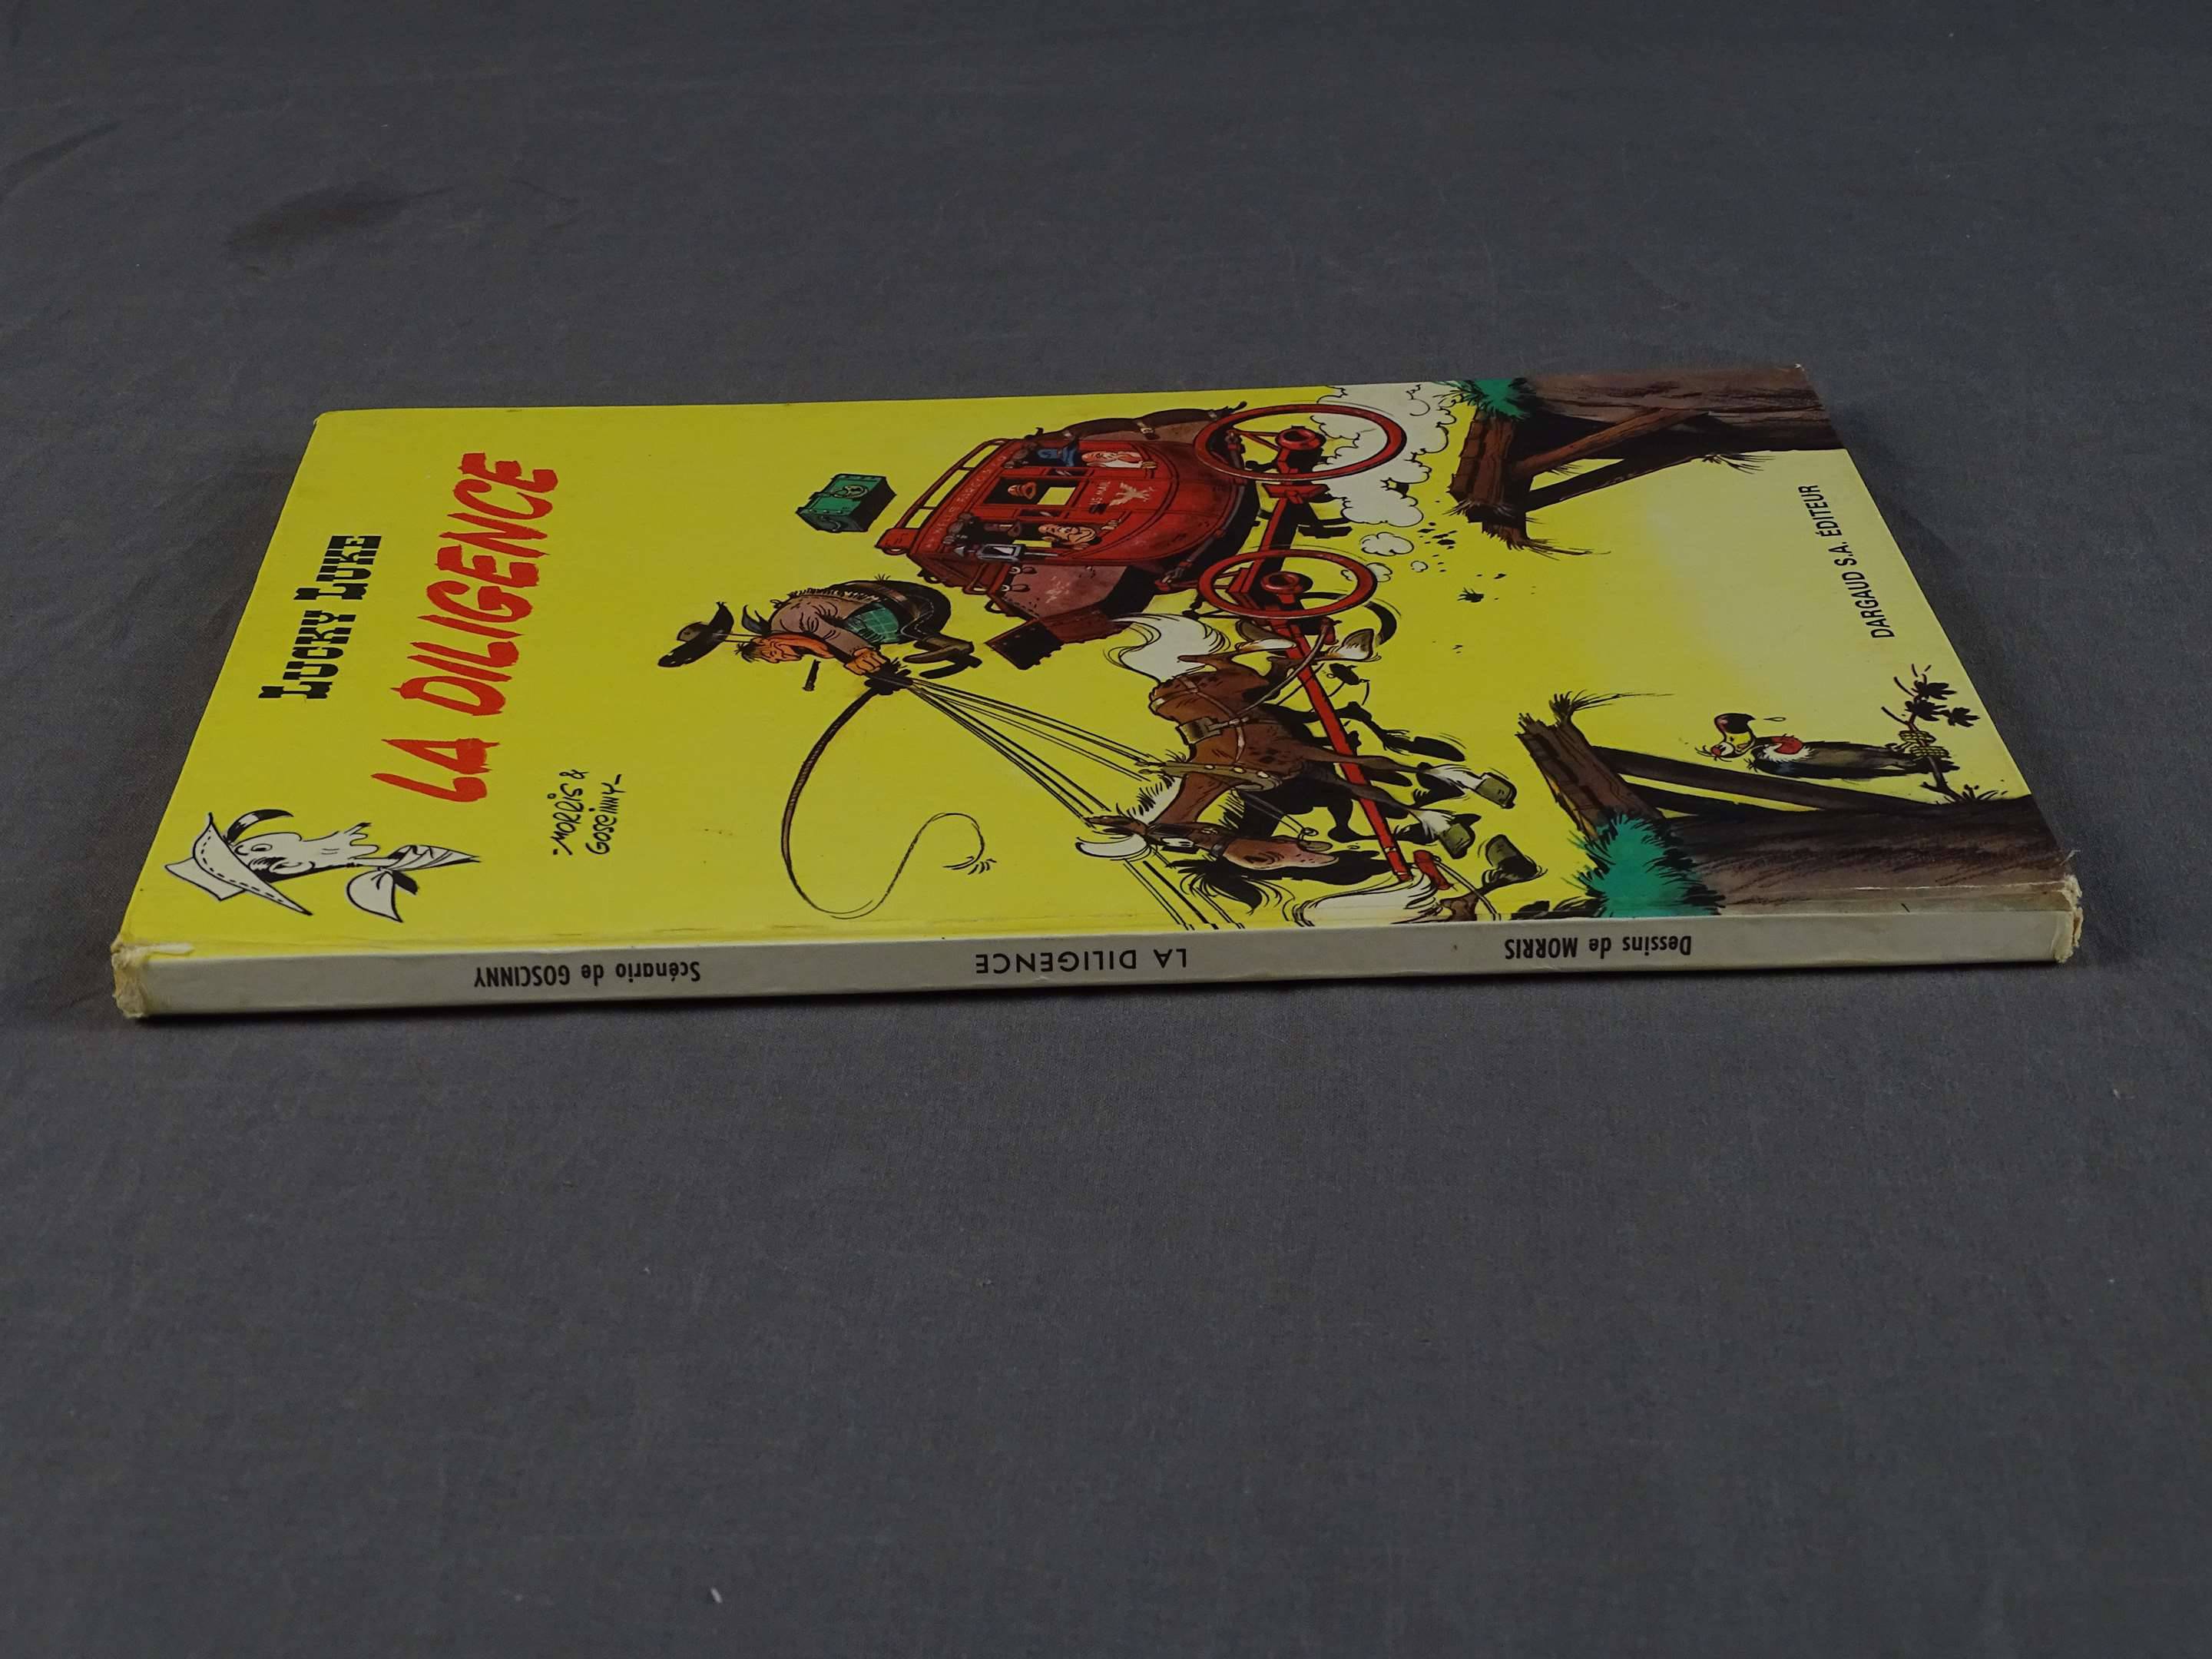 LUCKY LUKE
LA DILIGENCE
MORRIS &
GOSCINNY
DARGAUD S.A. ÉDITEUR
Dessins de MORRIS
LA DILIGENCE
Scénario de GOSCINNY